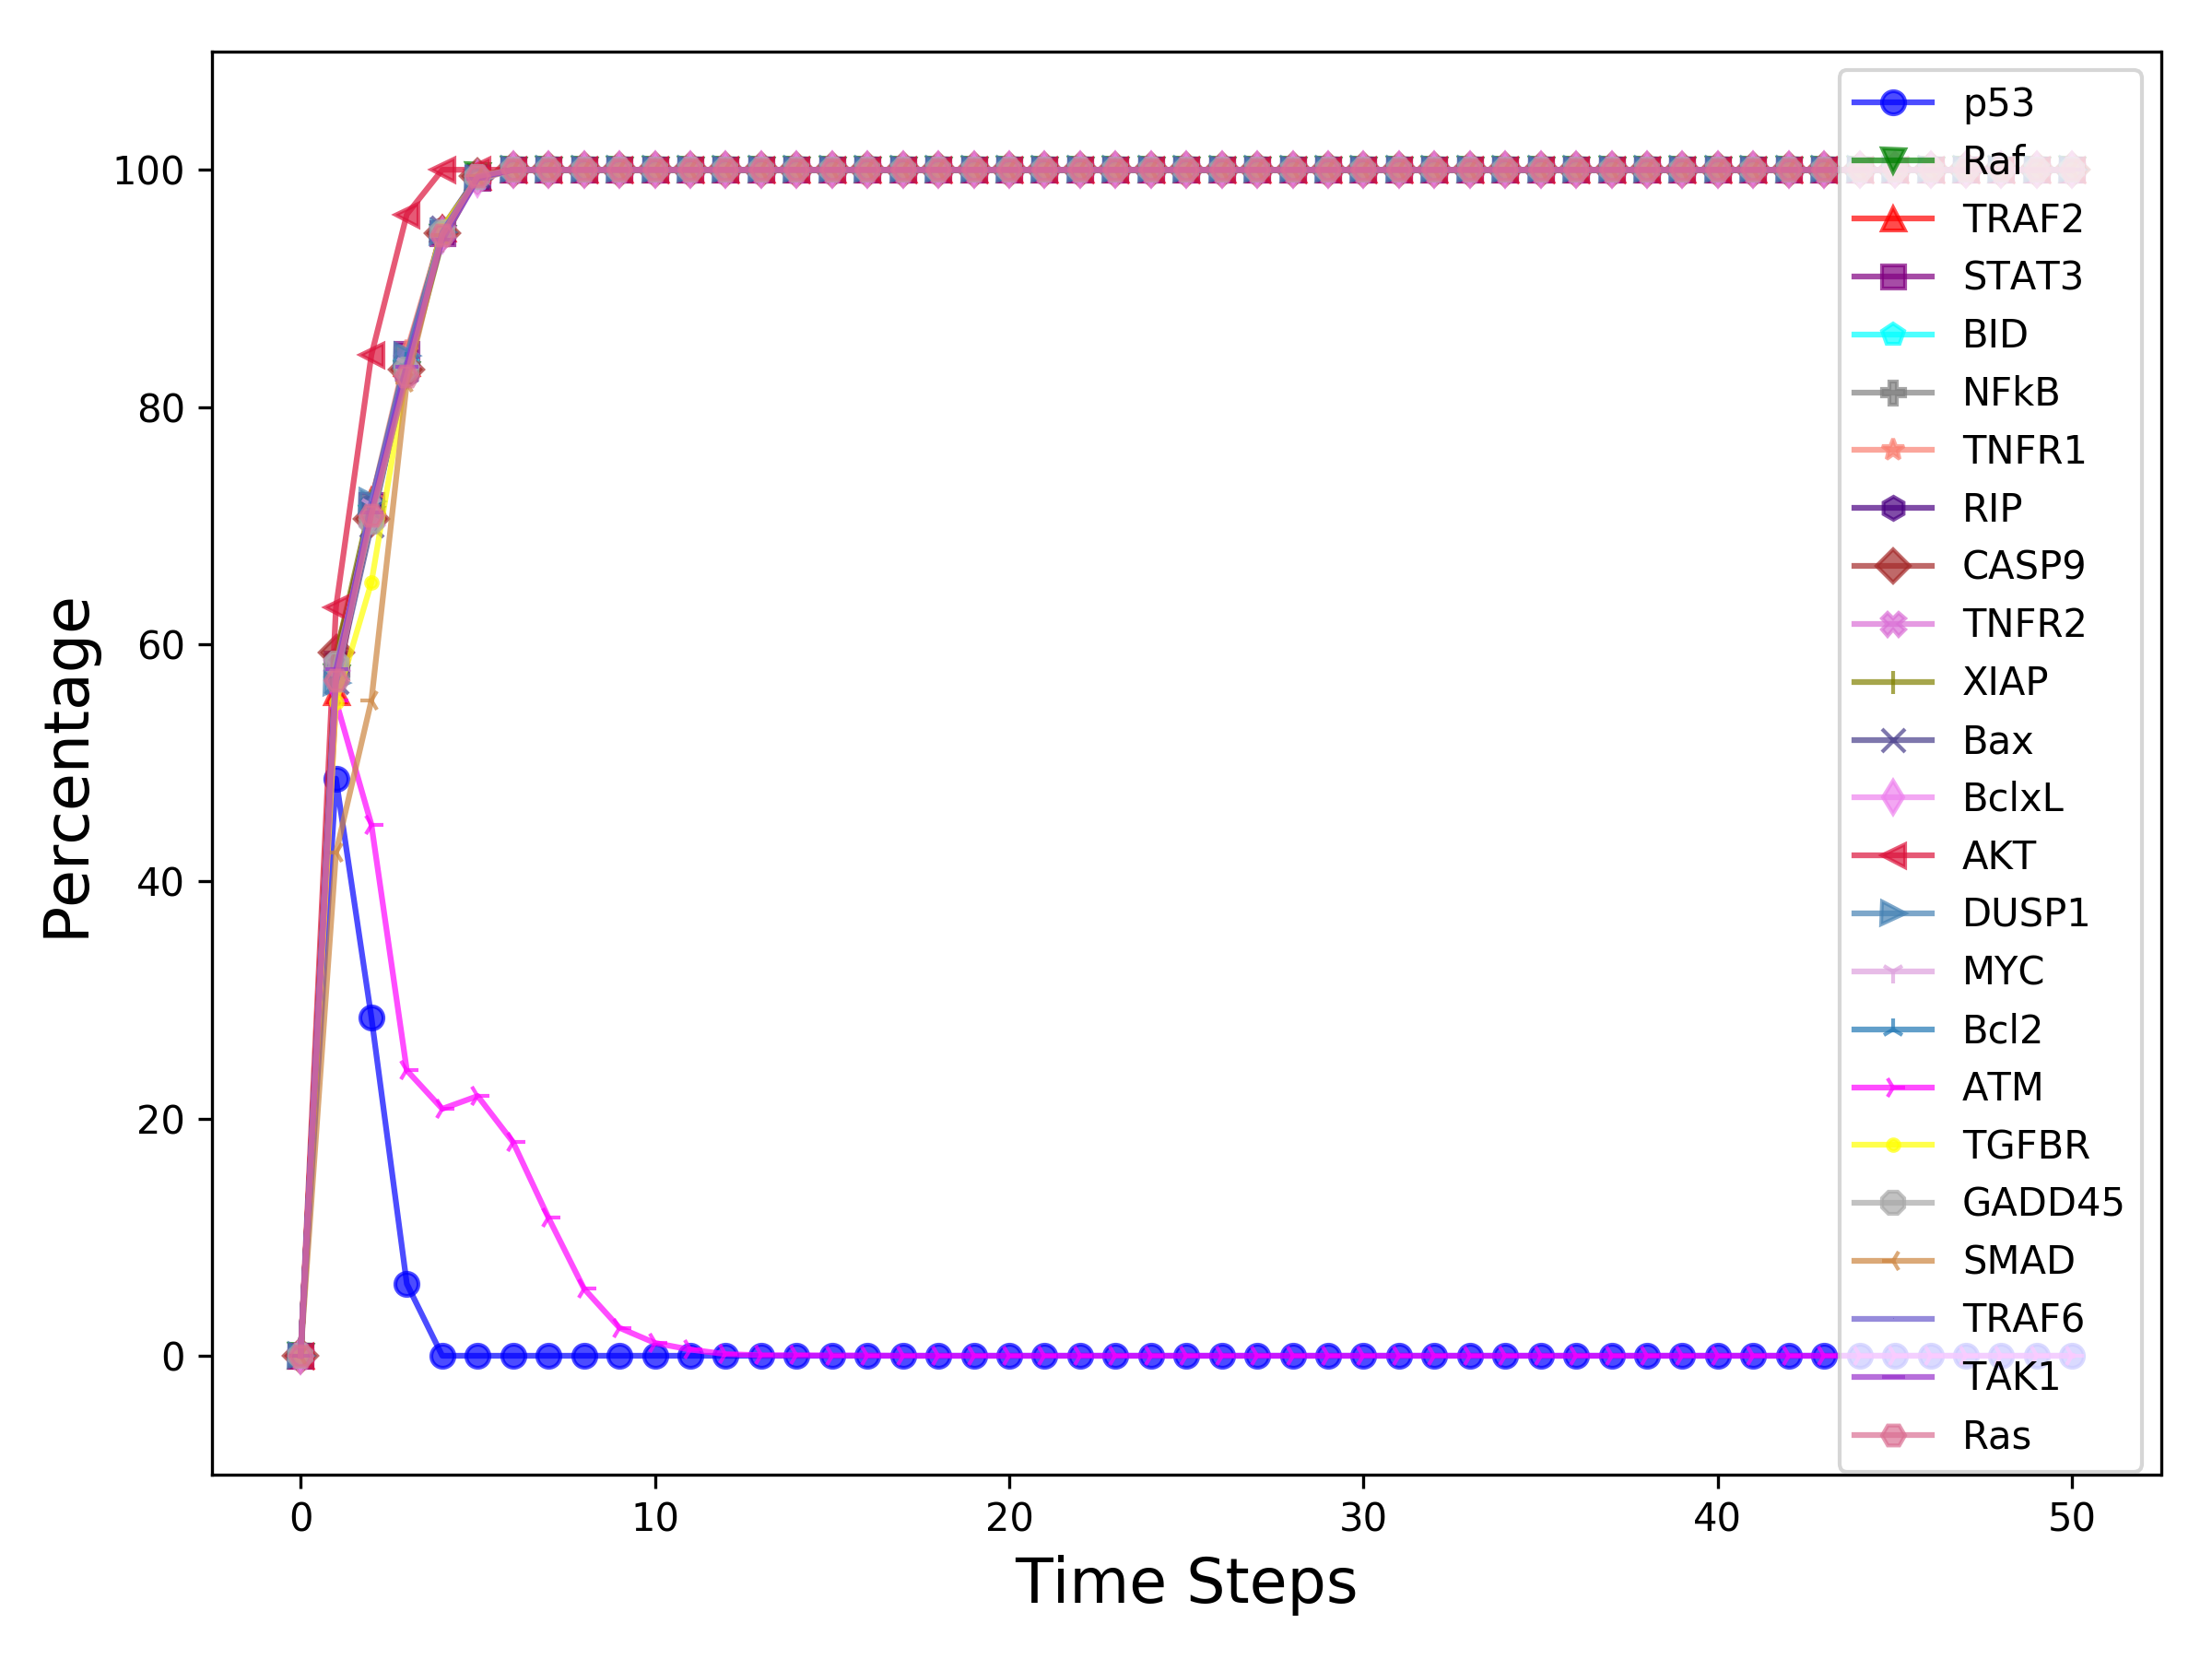 100
80
60
40
20
0
Percentage
0 10 20 30 40 50
Time Steps
p53
Raf
TRAF2
STAT3
BID
NFkB
TNFR1
RIP
CASP9
TNFR2
XIAP
Bax
BclxL
AKT
DUSP1
MYC
Bcl2
ATM
TGFBR
GADD45
SMAD
TRAF6
TAK1
Ras